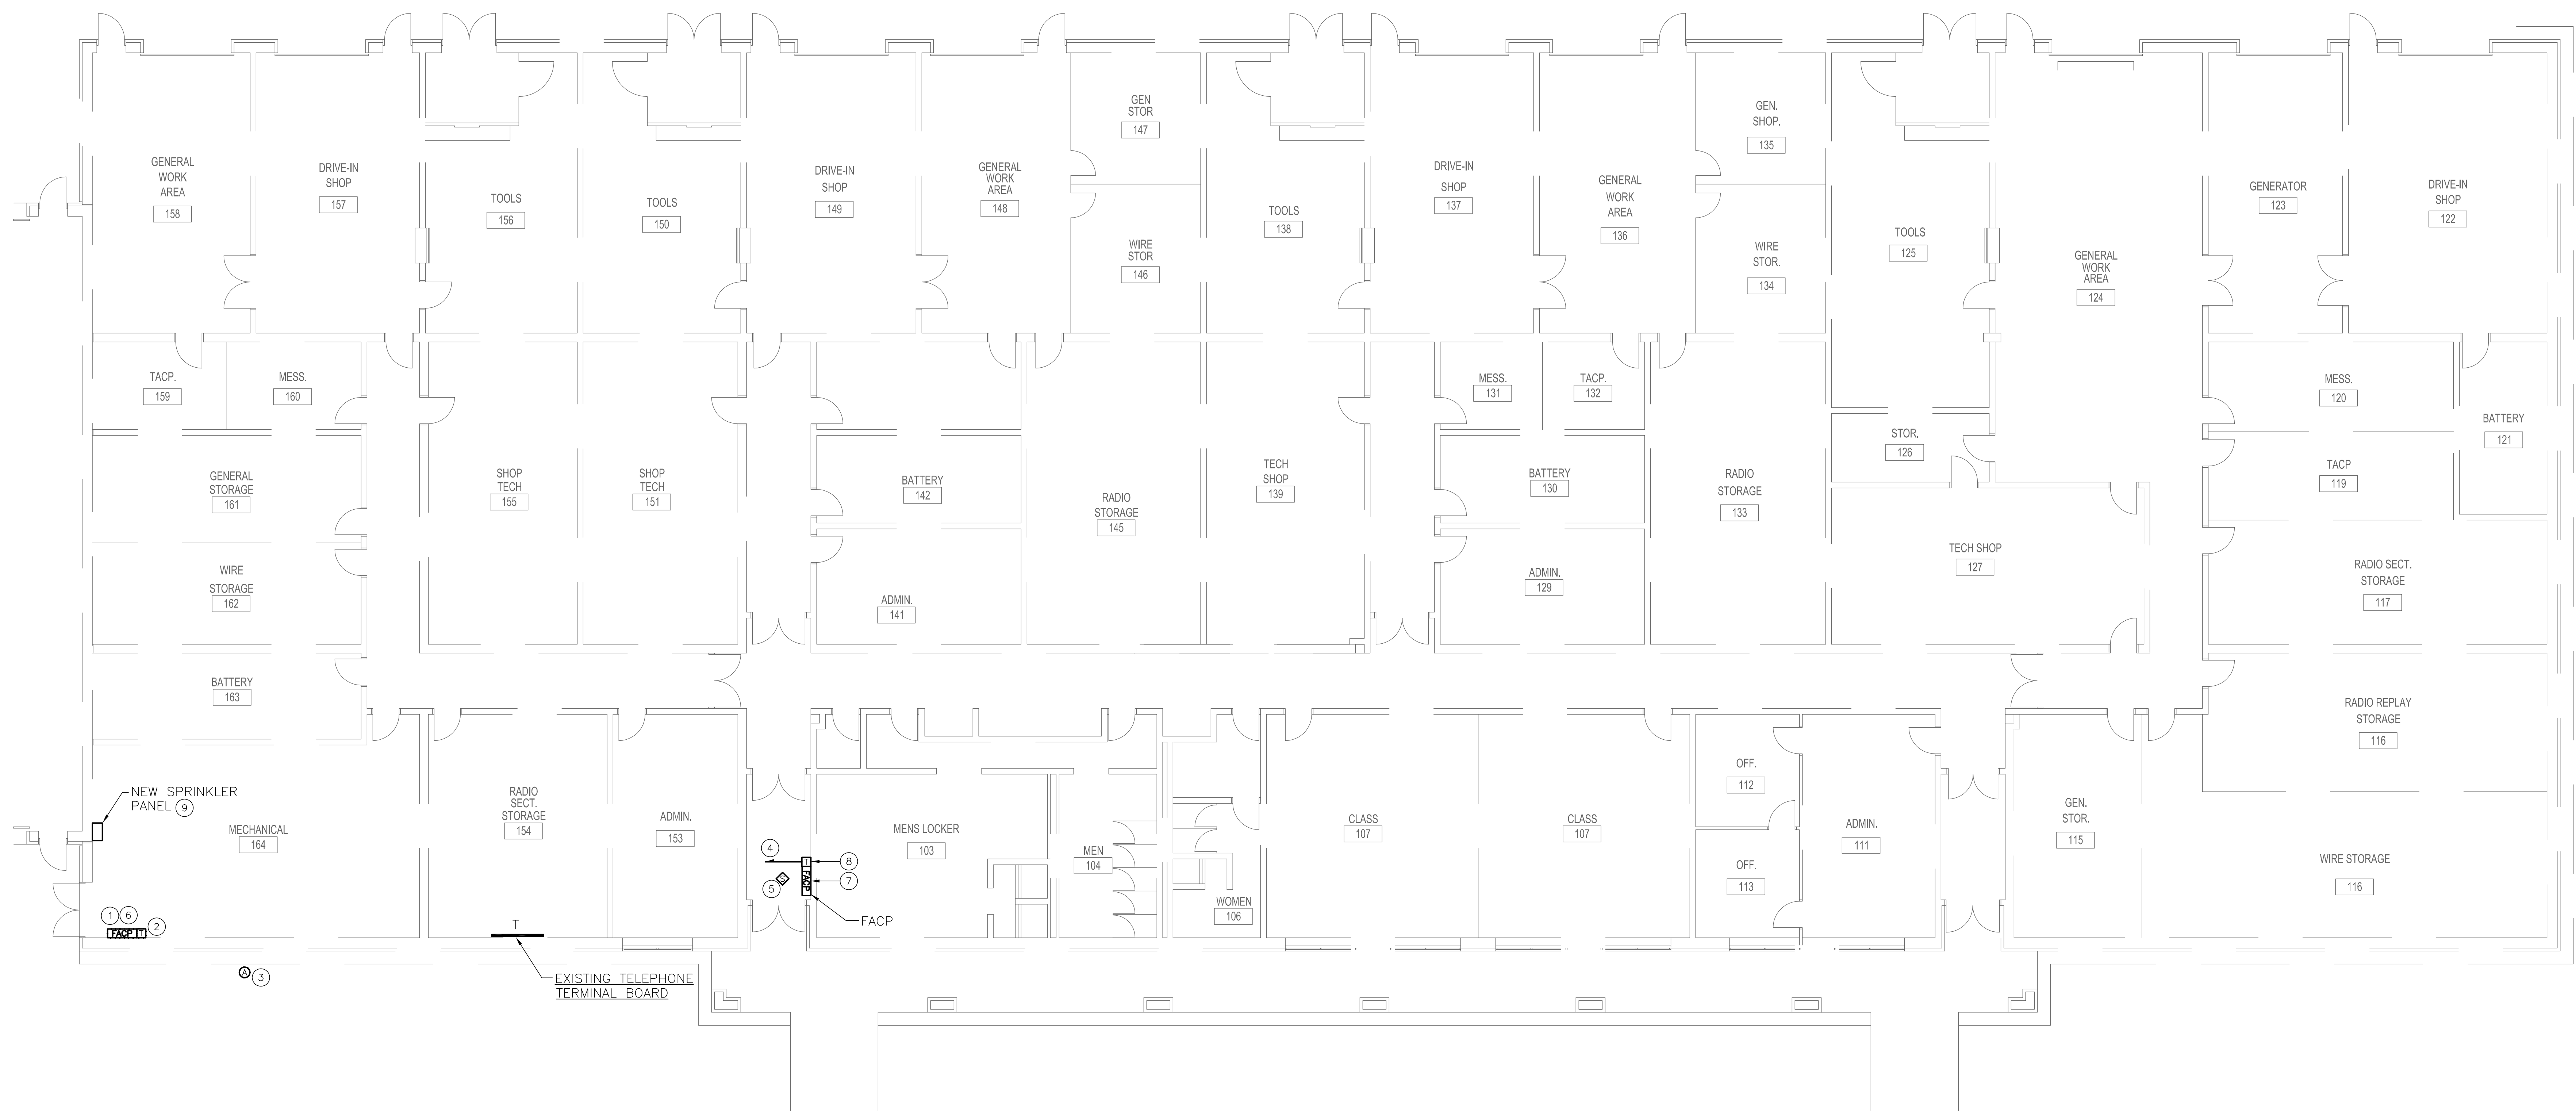 GENERAL
WORK
AREA
158
DRIVE-IN
SHOP
157
TOOLS
156
TOOLS
150
DRIVE-IN
SHOP
149
GENERAL
WORK
AREA
148
GEN
STOR
147
WIRE
STOR
146
TOOLS
138
DRIVE-IN
SHOP
137
GENERAL
WORK
AREA
136
GEN.
SHOP.
135
WIRE
STOR.
134
TOOLS
125
GENERAL
WORK
AREA
124
GENERATOR
123
DRIVE-IN
SHOP
122
TACP.
159
MESS.
160
GENERAL
STORAGE
161
WIRE
STORAGE
162
BATTERY
163
SHOP
TECH
155
SHOP
TECH
151
BATTERY
142
ADMIN.
141
RADIO
STORAGE
145
TECH
SHOP
139
MESS.
131
TACP.
132
BATTERY
130
ADMIN.
129
RADIO
STORAGE
133
STOR.
126
TECH SHOP
127
MESS.
120
TACP
119
BATTERY
121
RADIO SECT.
STORAGE
117
RADIO REPLAY
STORAGE
116
NEW SPRINKLER
PANEL 9
MECHANICAL
164
RADIO
SECT.
STORAGE
154
ADMIN.
153
MENS LOCKER
103
MEN
104
WOMEN
106
CLASS
107
CLASS
107
OFF.
112
OFF.
113
ADMIN.
111
GEN.
STOR.
115
WIRE STORAGE
116
4
T
8
5
S
FACP
7
FACP
1 6
FACP T
2
A
3
T
EXISTING TELEPHONE
TERMINAL BOARD